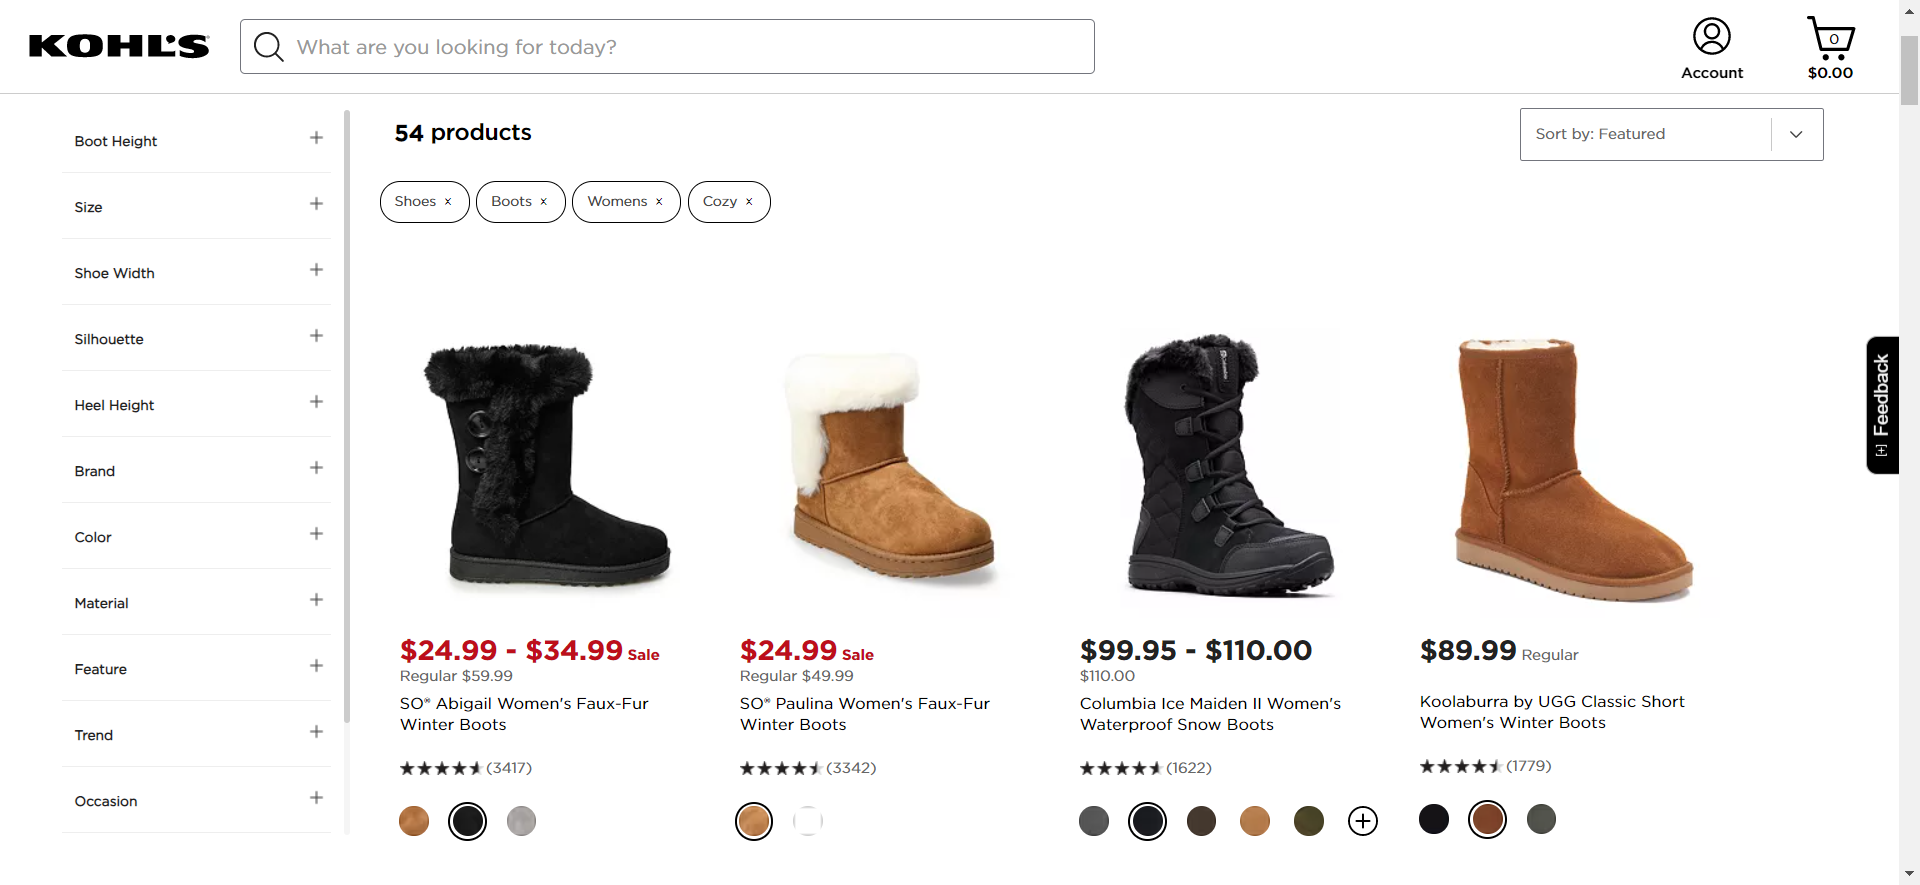 KOHL'S
What are you looking for today?
Account
0
$0.00
Boot Height
Size
Shoe Width
Silhouette
Heel Height
Brand
Color
Material
Feature
Trend
Occasion
54 products
Sort by: Featured
Shoes x
Boots x
Womens x
Cozy x
[+] Feedback
$24.99 - $34.99 Sale
Regular $59.99
SO® Abigail Women's Faux-Fur
Winter Boots
(3417)
$24.99 Sale
Regular $49.99
SO® Paulina Women's Faux-Fur
Winter Boots
(3342)
$99.95 - $110.00
$110.00
Columbia Ice Maiden II Women's
Waterproof Snow Boots
(1622)
$89.99 Regular
Koolaburra by UGG Classic Short
Women's Winter Boots
(1779)